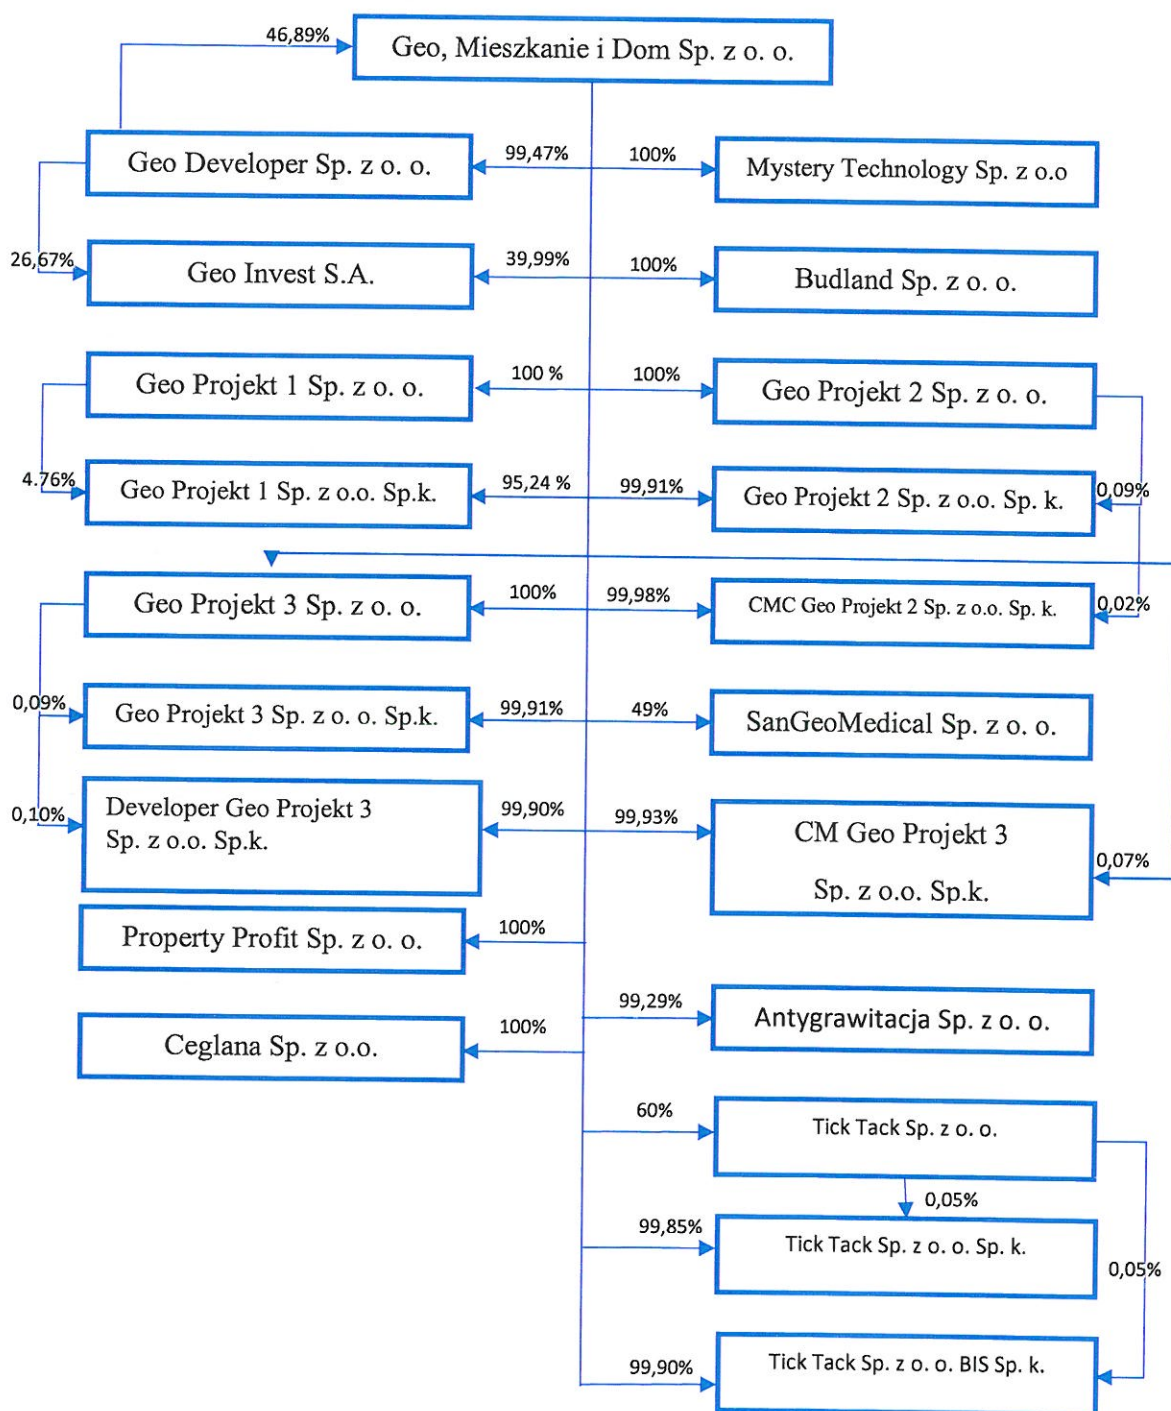 46,89%
Geo, Mieszkanie i Dom Sp. z o. o.
Geo Developer Sp. z o. o.
99,47%
100%
Mystery Technology Sp. z o.o
26,67%
Geo Invest S.A.
39,99%
100%
Budland Sp. z o. o.
Geo Projekt 1 Sp. z o. o.
100 %
100%
Geo Projekt 2 Sp. z o. o.
4.76%
Geo Projekt 1 Sp. z o.o. Sp.k.
95,24 %
99,91%
Geo Projekt 2 Sp. z o.o. Sp. k.
0,09%
Geo Projekt 3 Sp. z o. o.
100%
99,98%
CMC Geo Projekt 2 Sp. z o.o. Sp. k.
0,02%
0,09%
Geo Projekt 3 Sp. z o. o. Sp.k.
99,91%
49%
SanGeoMedical Sp. z o. o.
0,10%
Developer Geo Projekt 3
Sp. z o.o. Sp.k.
99,90%
99,93%
CM Geo Projekt 3
Sp. z o.o. Sp.k.
0,07%
Property Profit Sp. z o. o.
100%
99,29%
Antygrawitacja Sp. z o. o.
Ceglana Sp. z o.o.
100%
60%
Tick Tack Sp. z o. o.
0,05%
99,85%
Tick Tack Sp. z o. o. Sp. k.
0,05%
99,90%
Tick Tack Sp. z o. o. BIS Sp. k.